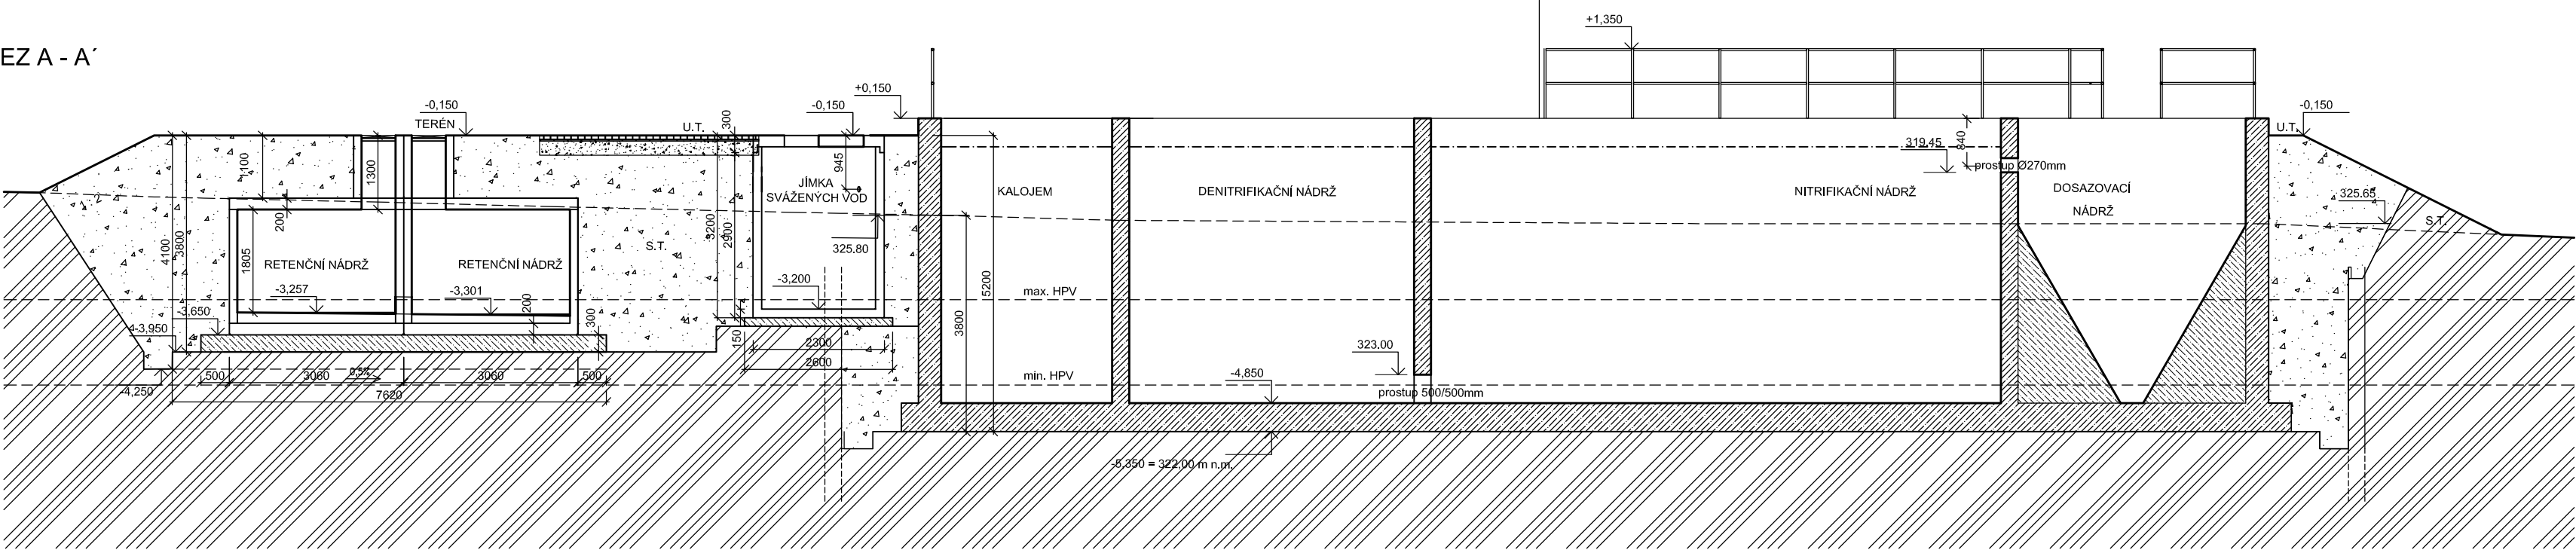 EZ A - A´
+1,350
-0,150
TERÉN
U.T.
300
-0,150
+0,150
-0,150
U.T.
1100
1300
945
319.45
840
prostup Ø270mm
JÍMKA
SVÁŽENÝCH VOD
KALOJEM
DENITRIFIKAČNÍ NÁDRŽ
NITRIFIKAČNÍ NÁDRŽ
DOSAZOVACÍ
NÁDRŽ
325.65
S.T.
200
4100
3800
1805
RETENČNÍ NÁDRŽ
RETENČNÍ NÁDRŽ
S.T.
3200
2900
325.80
-3,257
-3,301
-3,200
max. HPV
5200
3800
-3,650
-3,950
200
300
150
2300
2600
323.00
min. HPV
-4,850
prostup 500/500mm
-4,250
500
3060
0,5%
3060
500
7620
-5,350 = 322,00 m n.m.